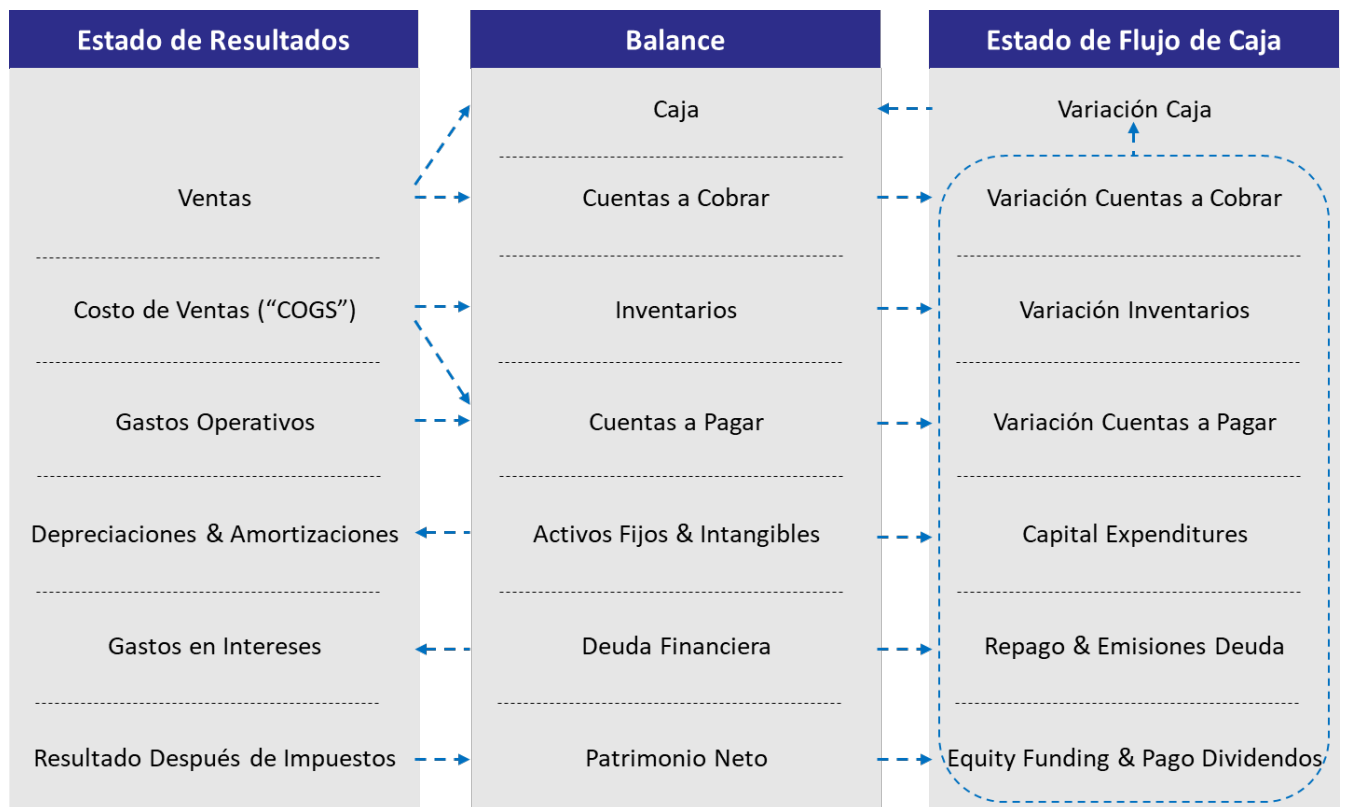 Estado de Resultados
Balance
Estado de Flujo de Caja
Caja
Variación Caja
Ventas
Cuentas a Cobrar
Variación Cuentas a Cobrar
Costo de Ventas (“COGS”)
Inventarios
Variación Inventarios
Gastos Operativos
Cuentas a Pagar
Variación Cuentas a Pagar
Depreciaciones & Amortizaciones
Activos Fijos & Intangibles
Capital Expenditures
Gastos en Intereses
Deuda Financiera
Repago & Emisiones Deuda
Resultado Después de Impuestos
Patrimonio Neto
Equity Funding & Pago Dividendos